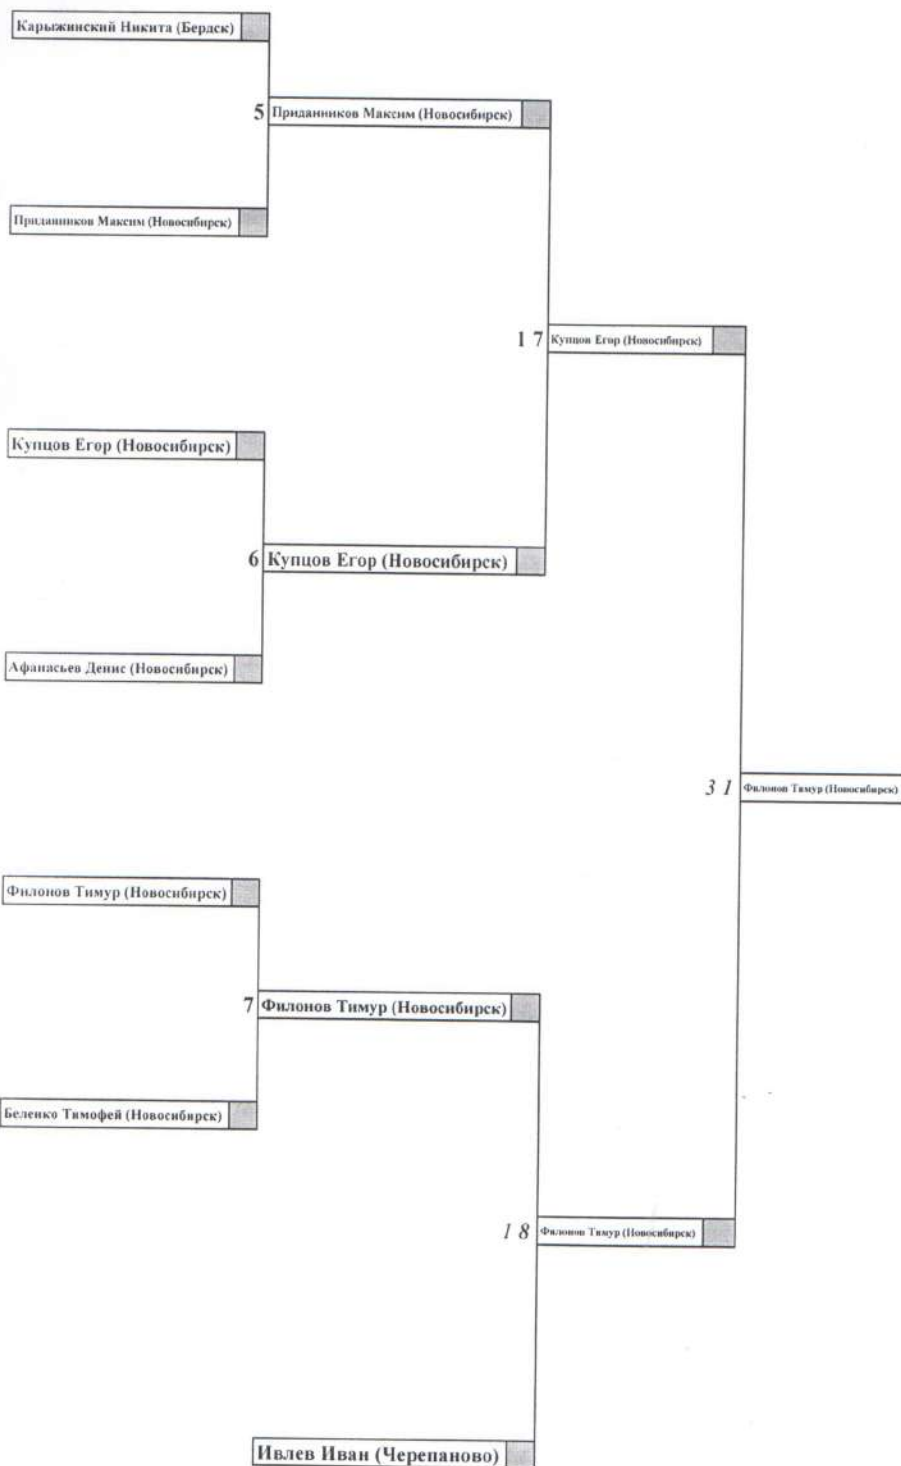 Карыжинский Никита (Бердск)
5 Приданников Максим (Новосибирск)
Приданников Максим (Новосибирск)
1 7 Купцов Егор (Новосибирск)
Купцов Егор (Новосибирск)
6 Купцов Егор (Новосибирск)
Афанасьев Денис (Новосибирск)
3 1 Филонов Тимур (Новосибирск)
Филонов Тимур (Новосибирск)
7 Филонов Тимур (Новосибирск)
Беленко Тимофей (Новосибирск)
1 8 Филонов Тимур (Новосибирск)
Ивлев Иван (Черепаново)